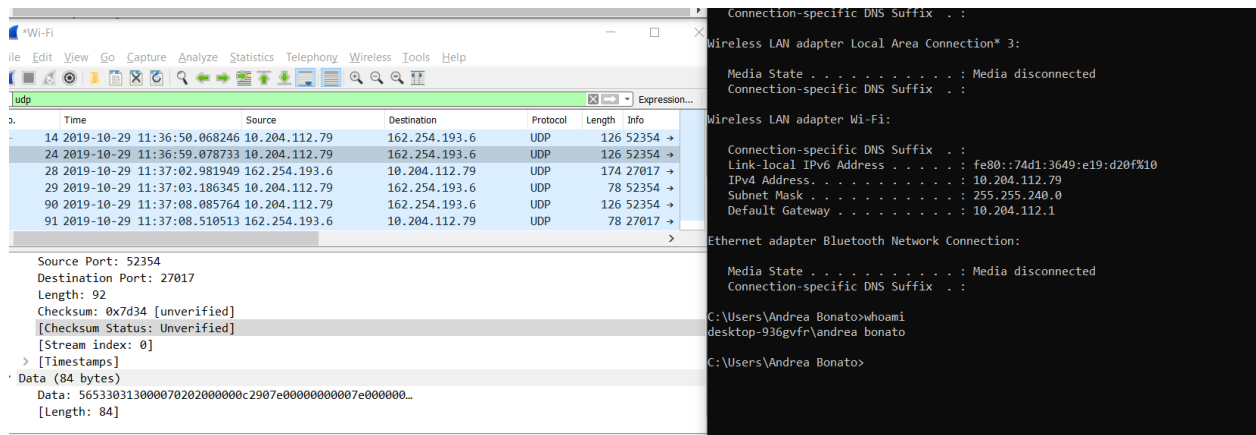 *Wi-Fi
ile Edit View Go Capture Analyze Statistics Telephony Wireless Tools Help
udp
Expression...
o. Time Source Destination Protocol Length Info
14 2019-10-29 11:36:50.068246 10.204.112.79 162.254.193.6 UDP 126 52354 →
24 2019-10-29 11:36:59.078733 10.204.112.79 162.254.193.6 UDP 126 52354 →
28 2019-10-29 11:37:02.981949 162.254.193.6 10.204.112.79 UDP 174 27017 →
29 2019-10-29 11:37:03.186345 10.204.112.79 162.254.193.6 UDP 78 52354 →
90 2019-10-29 11:37:08.085764 10.204.112.79 162.254.193.6 UDP 126 52354 →
91 2019-10-29 11:37:08.510513 162.254.193.6 10.204.112.79 UDP 78 27017 →
Source Port: 52354
Destination Port: 27017
Length: 92
Checksum: 0x7d34 [unverified]
[Checksum Status: Unverified]
[Stream index: 0]
> [Timestamps]
Data (84 bytes)
Data: 565330313000070202000000c2907e00000000007e000000…
[Length: 84]
Connection-specific DNS Suffix . :
Wireless LAN adapter Local Area Connection* 3:
Media State . . . . . . . . . . . : Media disconnected
Connection-specific DNS Suffix . :
Wireless LAN adapter Wi-Fi:
Connection-specific DNS Suffix . :
Link-local IPv6 Address . . . . . : fe80::74d1:3649:e19:d20f%10
IPv4 Address. . . . . . . . . . . : 10.204.112.79
Subnet Mask . . . . . . . . . . . : 255.255.240.0
Default Gateway . . . . . . . . . : 10.204.112.1
Ethernet adapter Bluetooth Network Connection:
Media State . . . . . . . . . . . : Media disconnected
Connection-specific DNS Suffix . :
C:\Users\Andrea Bonato>whoami
desktop-936gvfr\andrea bonato
C:\Users\Andrea Bonato>